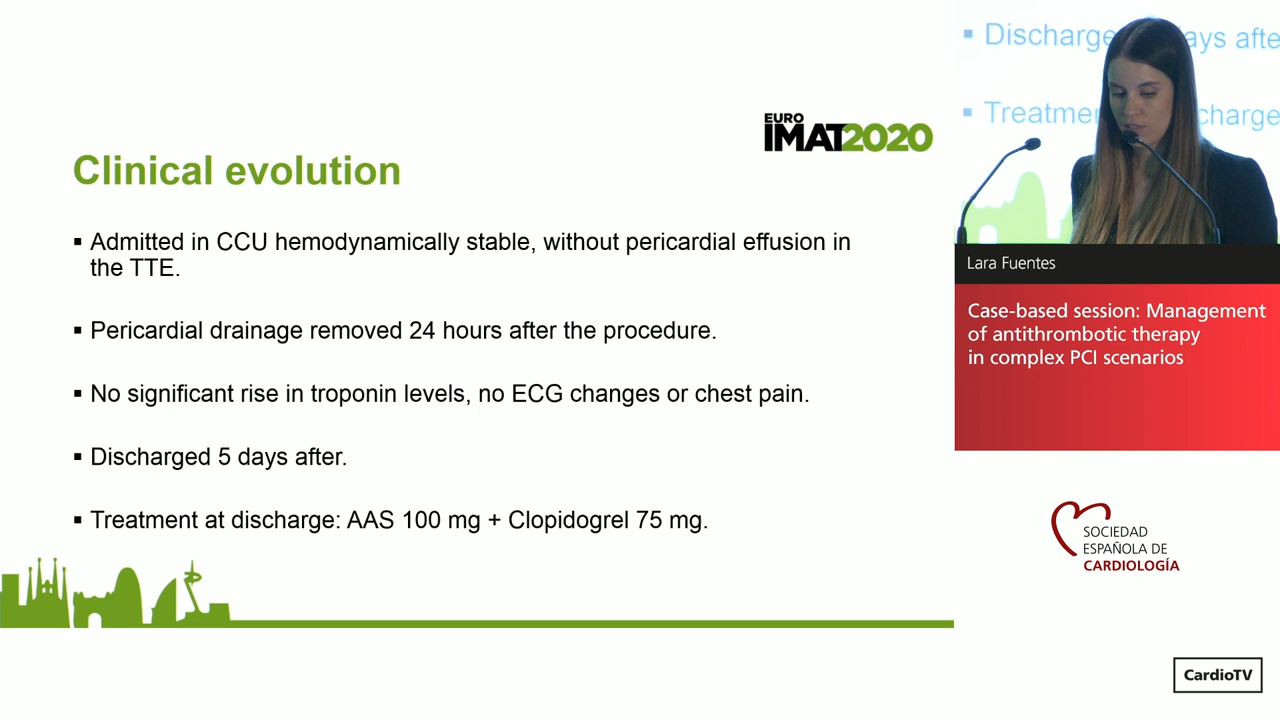 EURO
IMAT2020
Clinical evolution
▪ Admitted in CCU hemodynamically stable, without pericardial effusion in
the TTE.
▪ Pericardial drainage removed 24 hours after the procedure.
▪ No significant rise in troponin levels, no ECG changes or chest pain.
▪ Discharged 5 days after.
▪ Treatment at discharge: AAS 100 mg + Clopidogrel 75 mg.
▪ Discharge ays afte
▪ Treatmen charge
Lara Fuentes
Case-based session: Management
of antithrombotic therapy
in complex PCI scenarios
SOCIEDAD
ESPAÑOLA DE
CARDIOLOGÍA
CardioTV